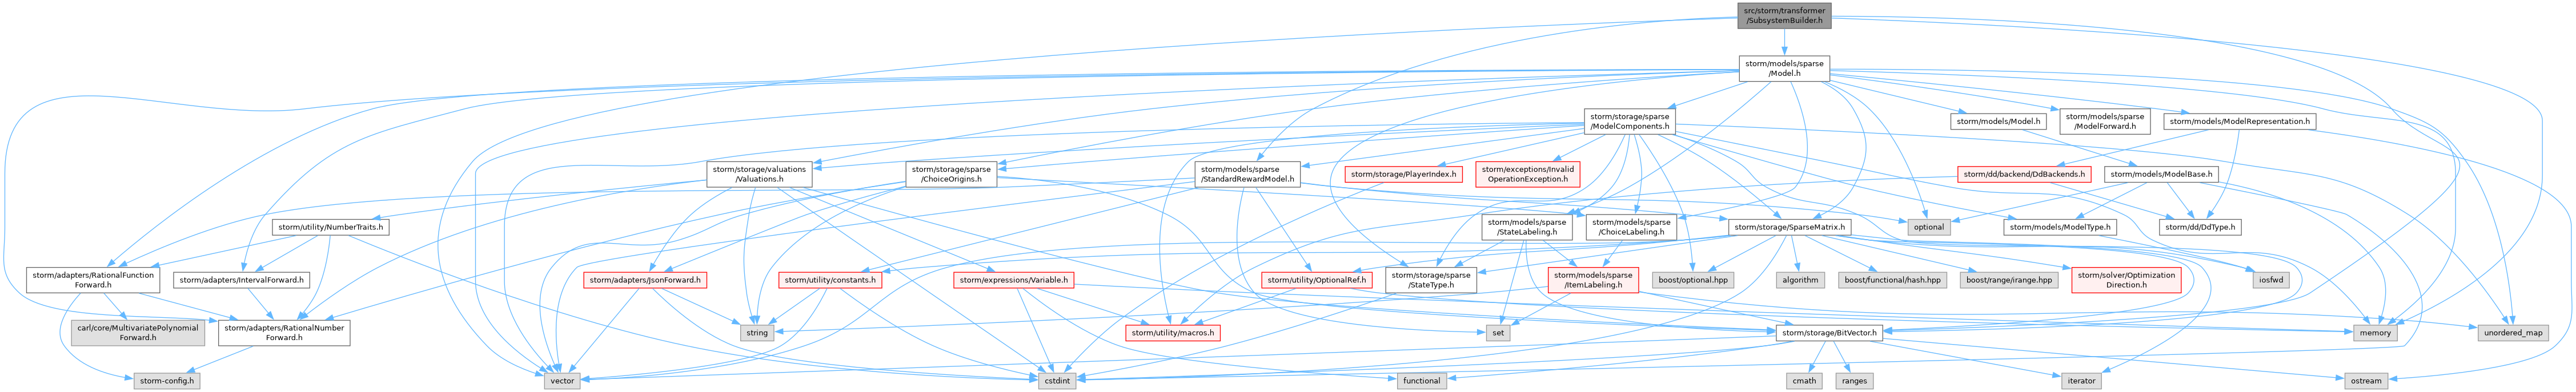 src/storm/transformer
/SubsystemBuilder.h
storm/models/sparse
/Model.h
storm/storage/sparse
/ModelComponents.h
storm/models/Model.h
storm/models/sparse
/ModelForward.h
storm/models/ModelRepresentation.h
storm/storage/valuations
/Valuations.h
storm/storage/sparse
/ChoiceOrigins.h
storm/models/sparse
/StandardRewardModel.h
storm/storage/PlayerIndex.h
storm/exceptions/Invalid
OperationException.h
storm/dd/backend/DdBackends.h
storm/models/ModelBase.h
storm/utility/NumberTraits.h
storm/models/sparse
/StateLabeling.h
storm/models/sparse
/ChoiceLabeling.h
storm/storage/SparseMatrix.h
optional
storm/models/ModelType.h
storm/dd/DdType.h
storm/adapters/RationalFunction
Forward.h
storm/adapters/IntervalForward.h
storm/adapters/JsonForward.h
storm/utility/constants.h
storm/expressions/Variable.h
storm/utility/OptionalRef.h
storm/storage/sparse
/StateType.h
storm/models/sparse
/ItemLabeling.h
boost/optional.hpp
algorithm
boost/functional/hash.hpp
boost/range/irange.hpp
storm/solver/Optimization
Direction.h
iosfwd
carl/core/MultivariatePolynomial
Forward.h
storm/adapters/RationalNumber
Forward.h
string
storm/utility/macros.h
set
storm/storage/BitVector.h
memory
unordered_map
storm-config.h
vector
cstdint
functional
cmath
ranges
iterator
ostream